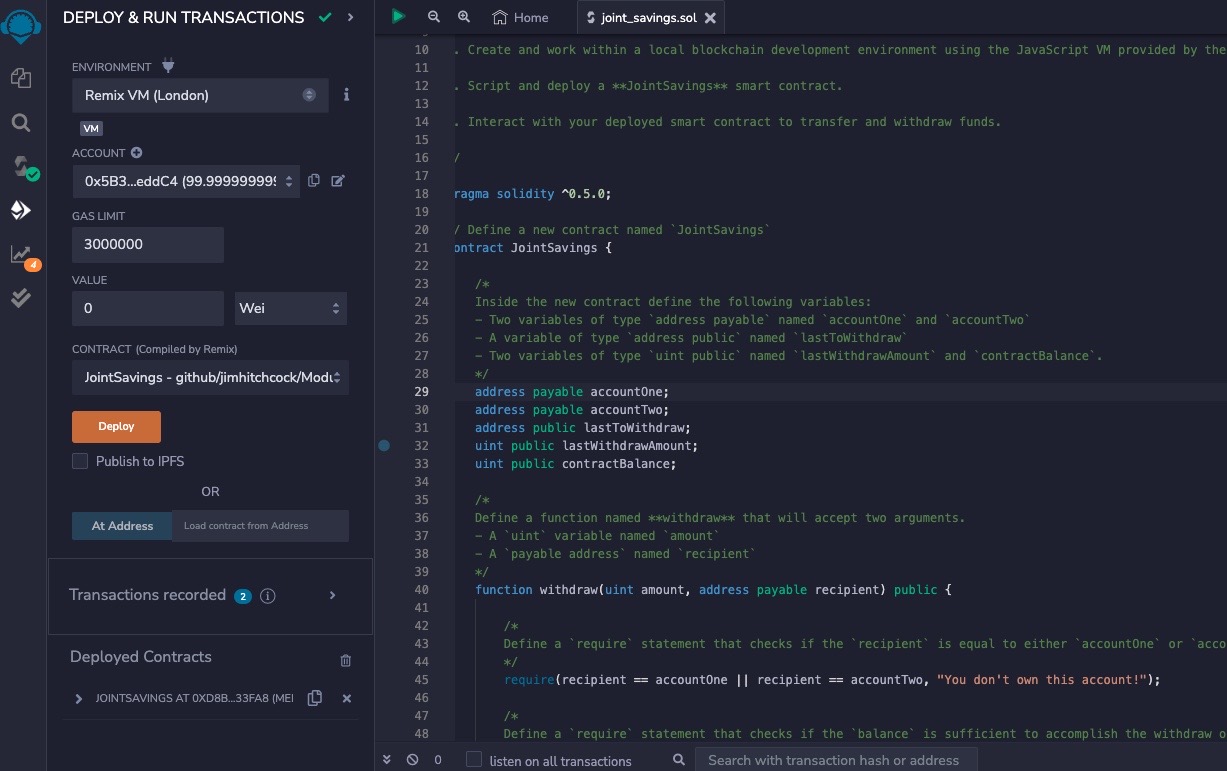 DEPLOY & RUN TRANSACTIONS
ENVIRONMENT
Remix VM (London)
VM
ACCOUNT
0x5B3...eddC4 (99.999999999
GAS LIMIT
3000000
VALUE
0
Wei
CONTRACT (Compiled by Remix)
JointSavings - github/jimhitchcock/Modu
Deploy
Publish to IPFS
OR
At Address
Load contract from Address
Transactions recorded 2
Deployed Contracts
JOINTSAVINGS AT 0XD8B...33FA8 (MEI
4
Home
joint_savings.sol
10 . Create and work within a local blockchain development environment using the JavaScript VM provided by the
11
12 . Script and deploy a **JointSavings** smart contract.
13
14 . Interact with your deployed smart contract to transfer and withdraw funds.
15
16 /
17
18 ragma solidity ^0.5.0;
19
20 / Define a new contract named `JointSavings`
21 ontract JointSavings {
22
23 /*
24 Inside the new contract define the following variables:
25 - Two variables of type `address payable` named `accountOne` and `accountTwo`
26 - A variable of type `address public` named `lastToWithdraw`
27 - Two variables of type `uint public` named `lastWithdrawAmount` and `contractBalance`.
28 */
29 address payable accountOne;
30 address payable accountTwo;
31 address public lastToWithdraw;
32 uint public lastWithdrawAmount;
33 uint public contractBalance;
34
35 /*
36 Define a function named **withdraw** that will accept two arguments.
37 - A `uint` variable named `amount`
38 - A `payable address` named `recipient`
39 */
40 function withdraw(uint amount, address payable recipient) public {
41
42 /*
43 Define a `require` statement that checks if the `recipient` is equal to either `accountOne` or `acco
44 */
45 require(recipient == accountOne || recipient == accountTwo, "You don't own this account!");
46
47 /*
48 Define a `require` statement that checks if the `balance` is sufficient to accomplish the withdraw o
0
listen on all transactions
Search with transaction hash or address